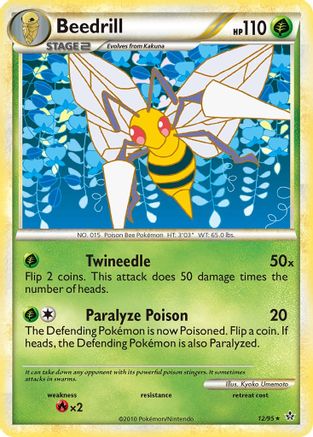 Beedrill HP110
STAGE 2 Evolves from Kakuna
NO. 015 Poison Bee Pokémon. HT: 3'03" WT: 65.0 lbs.
Twineedle 50x
Flip 2 coins. This attack does 50 damage times the
number of heads.
Paralyze Poison 20
The Defending Pokémon is now Poisoned. Flip a coin. If
heads, the Defending Pokémon is also Paralyzed.
It can take down any opponent with its powerful poison stingers. It sometimes
attacks in swarms.
Illus. Kyoko Umemoto
weakness resistance retreat cost
×2
©2010 Pokémon/Nintendo 12/95★